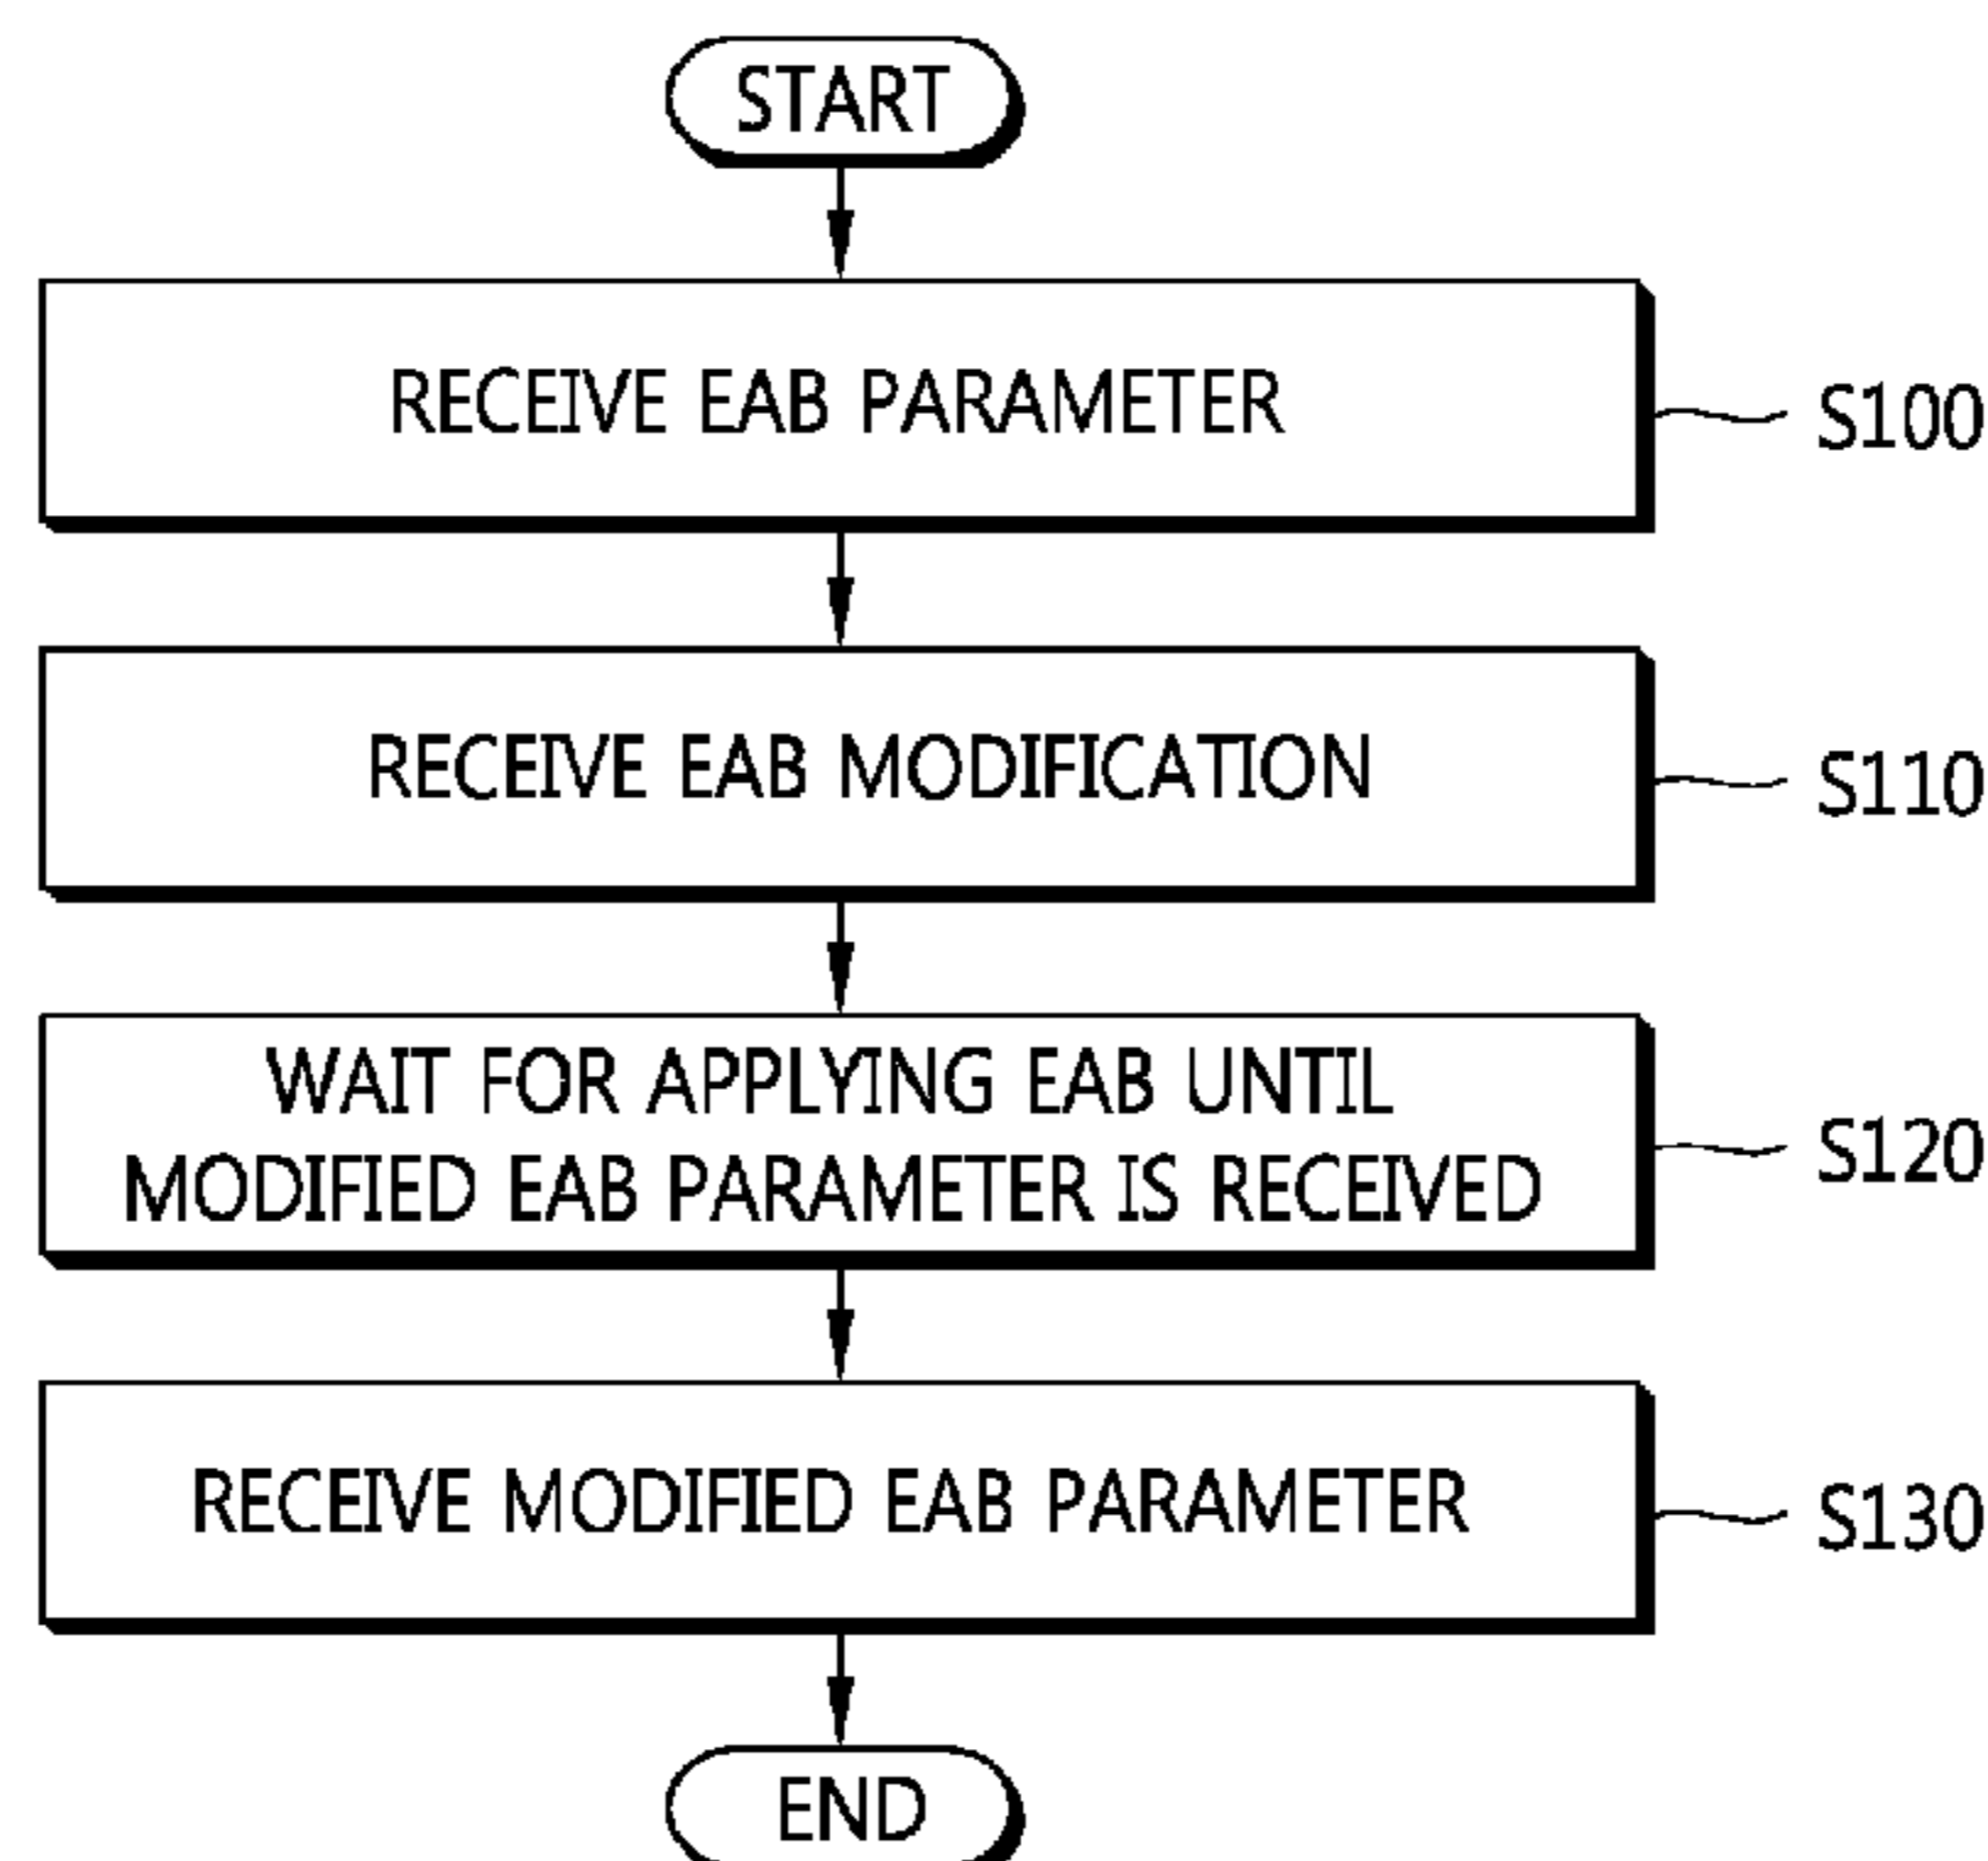 START
RECEIVE EAB PARAMETER
S100
RECEIVE EAB MODIFICATION
S110
WAIT FOR APPLYING EAB UNTIL
MODIFIED EAB PARAMETER IS RECEIVED
S120
RECEIVE MODIFIED EAB PARAMETER
S130
END